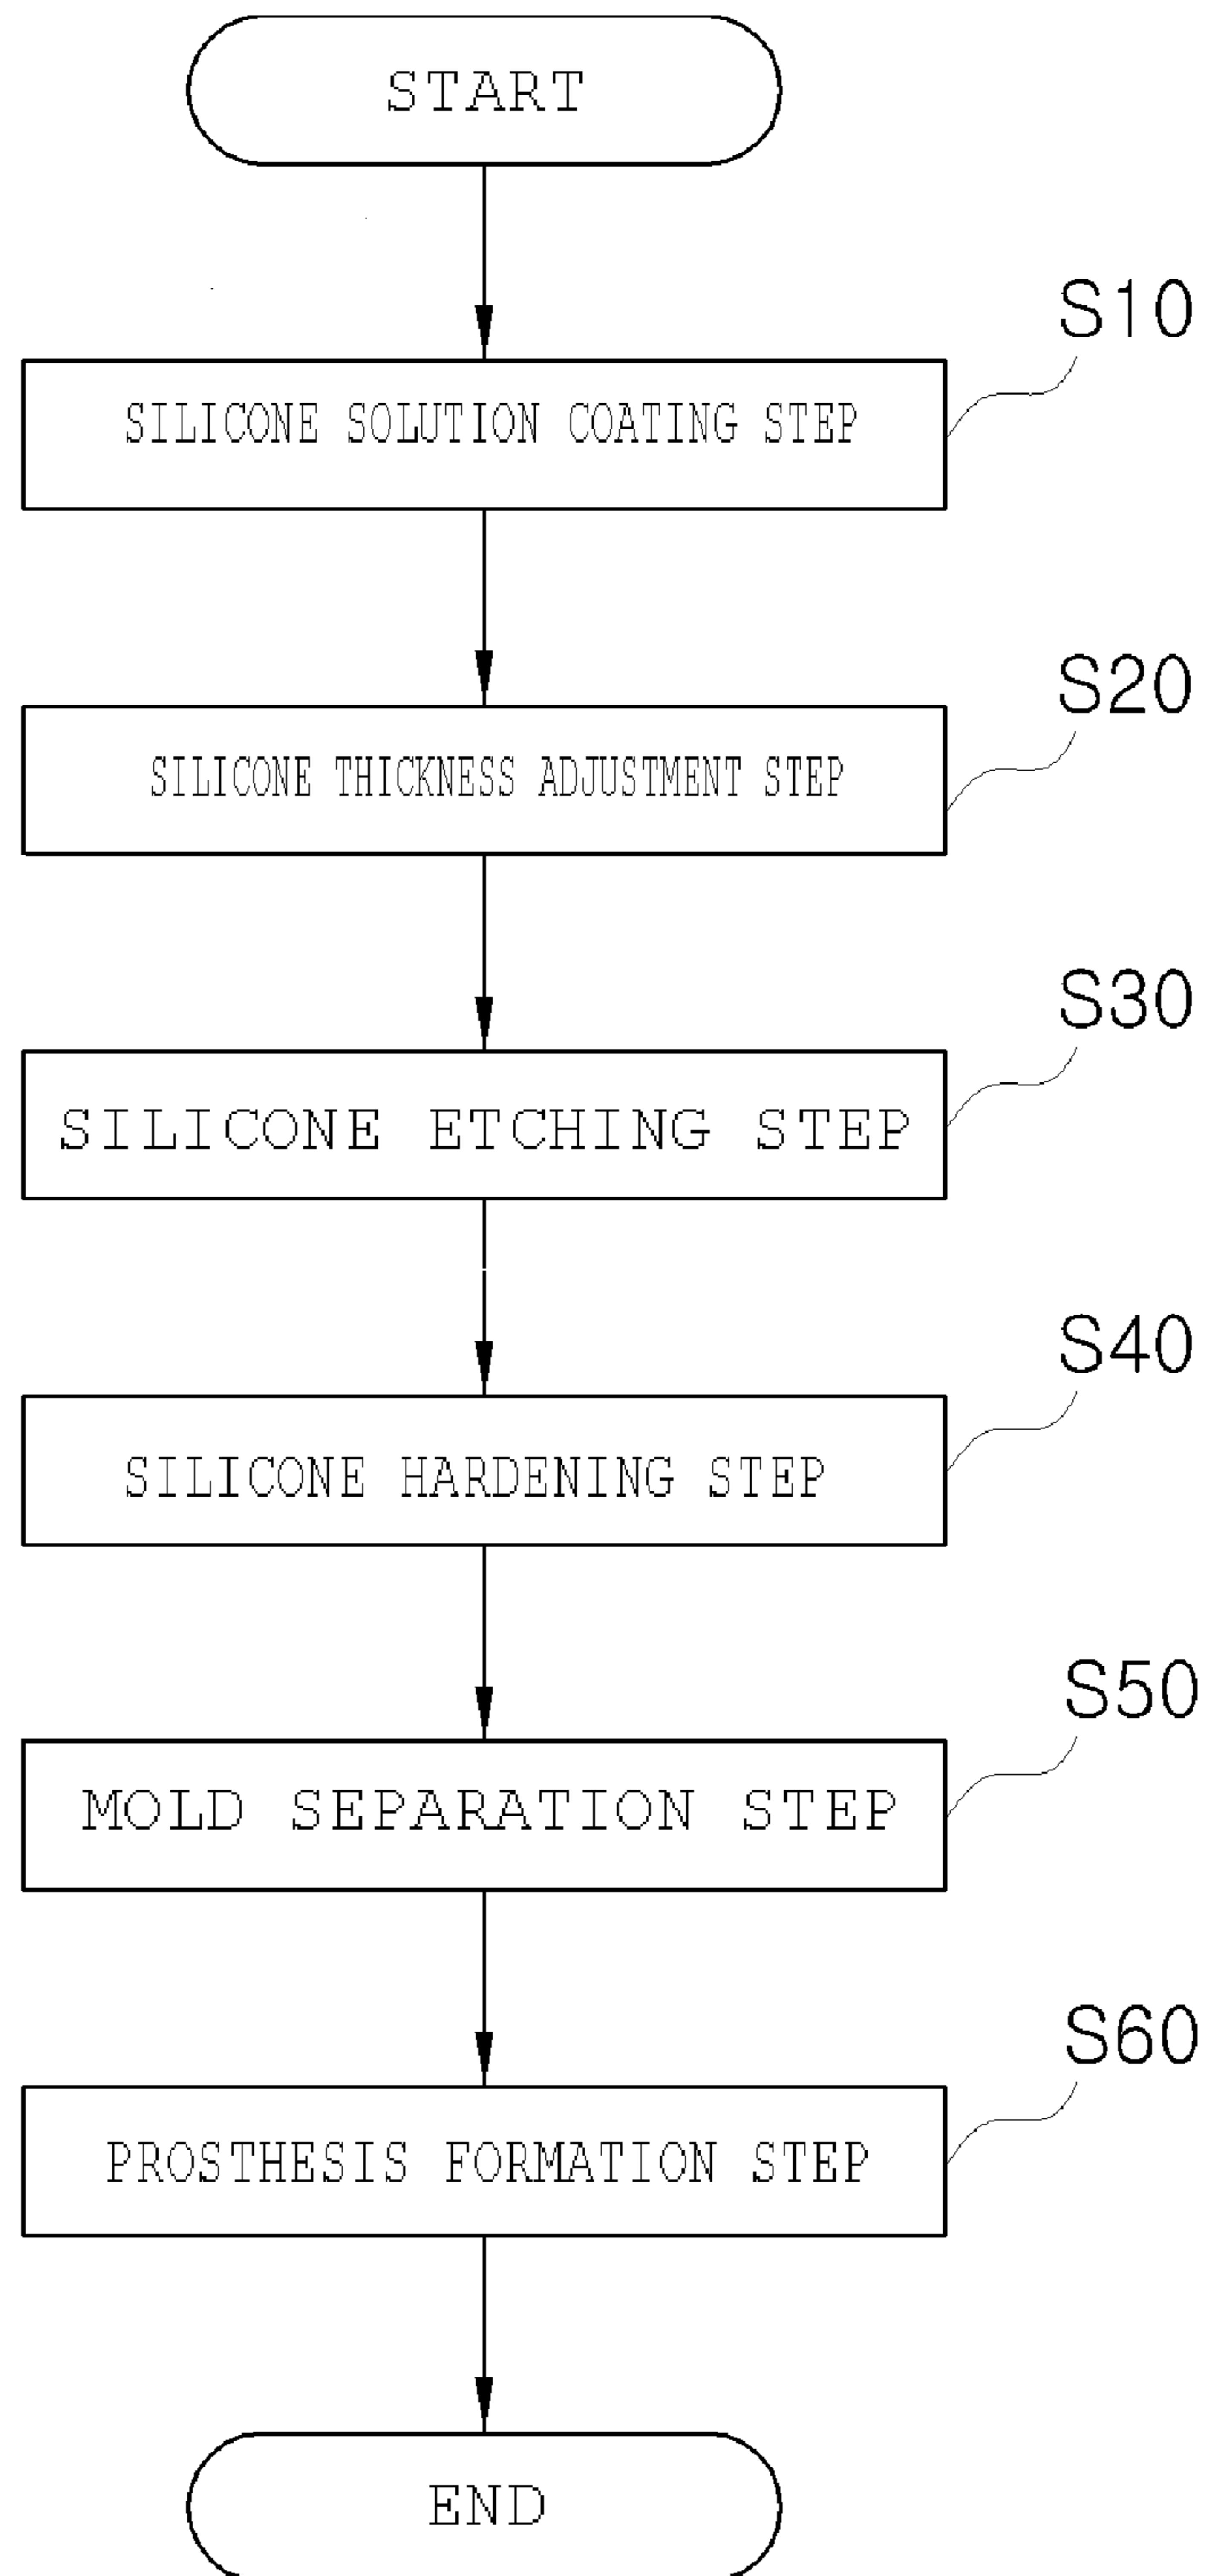 START
S10
SILICONE SOLUTION COATING STEP
S20
SILICONE THICKNESS ADJUSTMENT STEP
S30
SILICONE ETCHING STEP
S40
SILICONE HARDENING STEP
S50
MOLD SEPARATION STEP
S60
PROSTHESIS FORMATION STEP
END